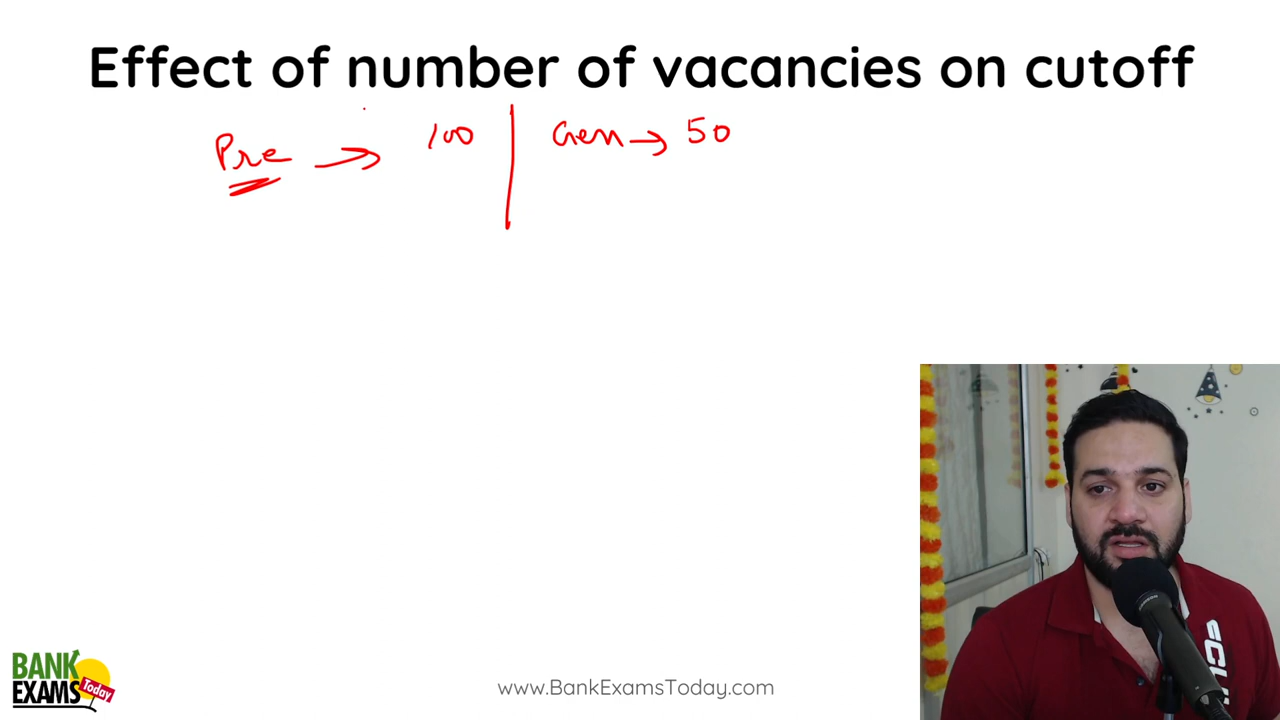 Effect of number of vacancies on cutoff
Pre → 100 | Gen → 50
BANK
EXAMS
Today
www.BankExamsToday.com